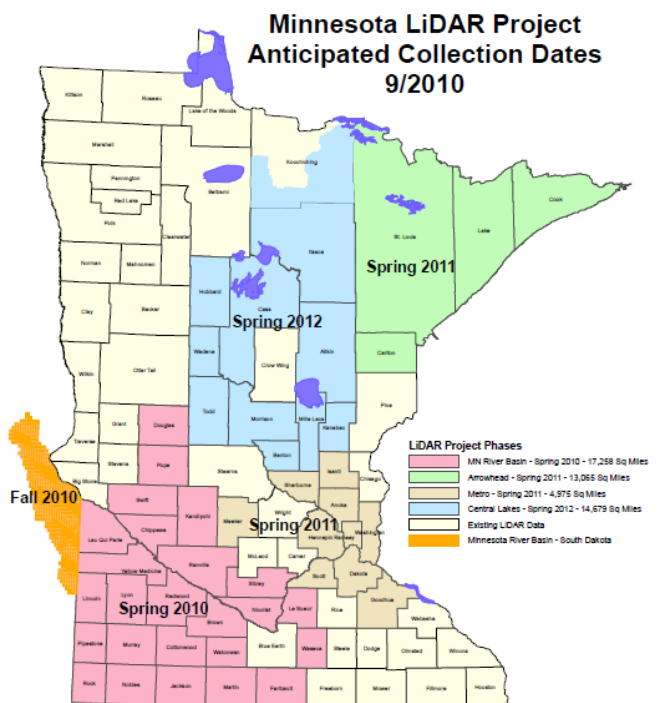 Minnesota LiDAR Project
Anticipated Collection Dates
9/2010
Kittson
Roseau
Lake of the Woods
Marshall
Koochiching
Pennington
Beltrami
Cook
Red Lake
St. Louis
Lake
Polk
Clearwater
Itasca
Norman
Mahnomen
Spring 2011
Hubbard
Cass
Clay
Becker
Spring 2012
Wadena
Aitkin
Carlton
Crow Wing
Wilkin
Otter Tail
Pine
Todd
Morrison
Mille Lacs
Kanabec
Grant
Douglas
Traverse
Benton
Stevens
Pope
Stearns
Isanti
Big Stone
Sherburne
Chisago
Fall 2010
Swift
Kandiyohi
Meeker
Wright
Anoka
Chippewa
Spring 2011
Washington
Hennepin
Ramsey
Lac Qui Parle
McLeod
Carver
Yellow Medicine
Renville
Scott
Dakota
Sibley
Goodhue
Lincoln
Lyon
Redwood
Nicollet
Le Sueur
Rice
Wabasha
Spring 2010
Brown
Pipestone
Murray
Cottonwood
Watonwan
Blue Earth
Waseca
Steele
Dodge
Olmsted
Winona
Rock
Nobles
Jackson
Martin
Faribault
Freeborn
Mower
Fillmore
Houston
LiDAR Project Phases
MN River Basin - Spring 2010 - 17,258 Sq Miles
Arrowhead - Spring 2011 - 13,065 Sq Miles
Metro - Spring 2011 - 4,975 Sq Miles
Central Lakes - Spring 2012 - 14,679 Sq Miles
Existing LiDAR Data
Minnesota River Basin - South Dakota